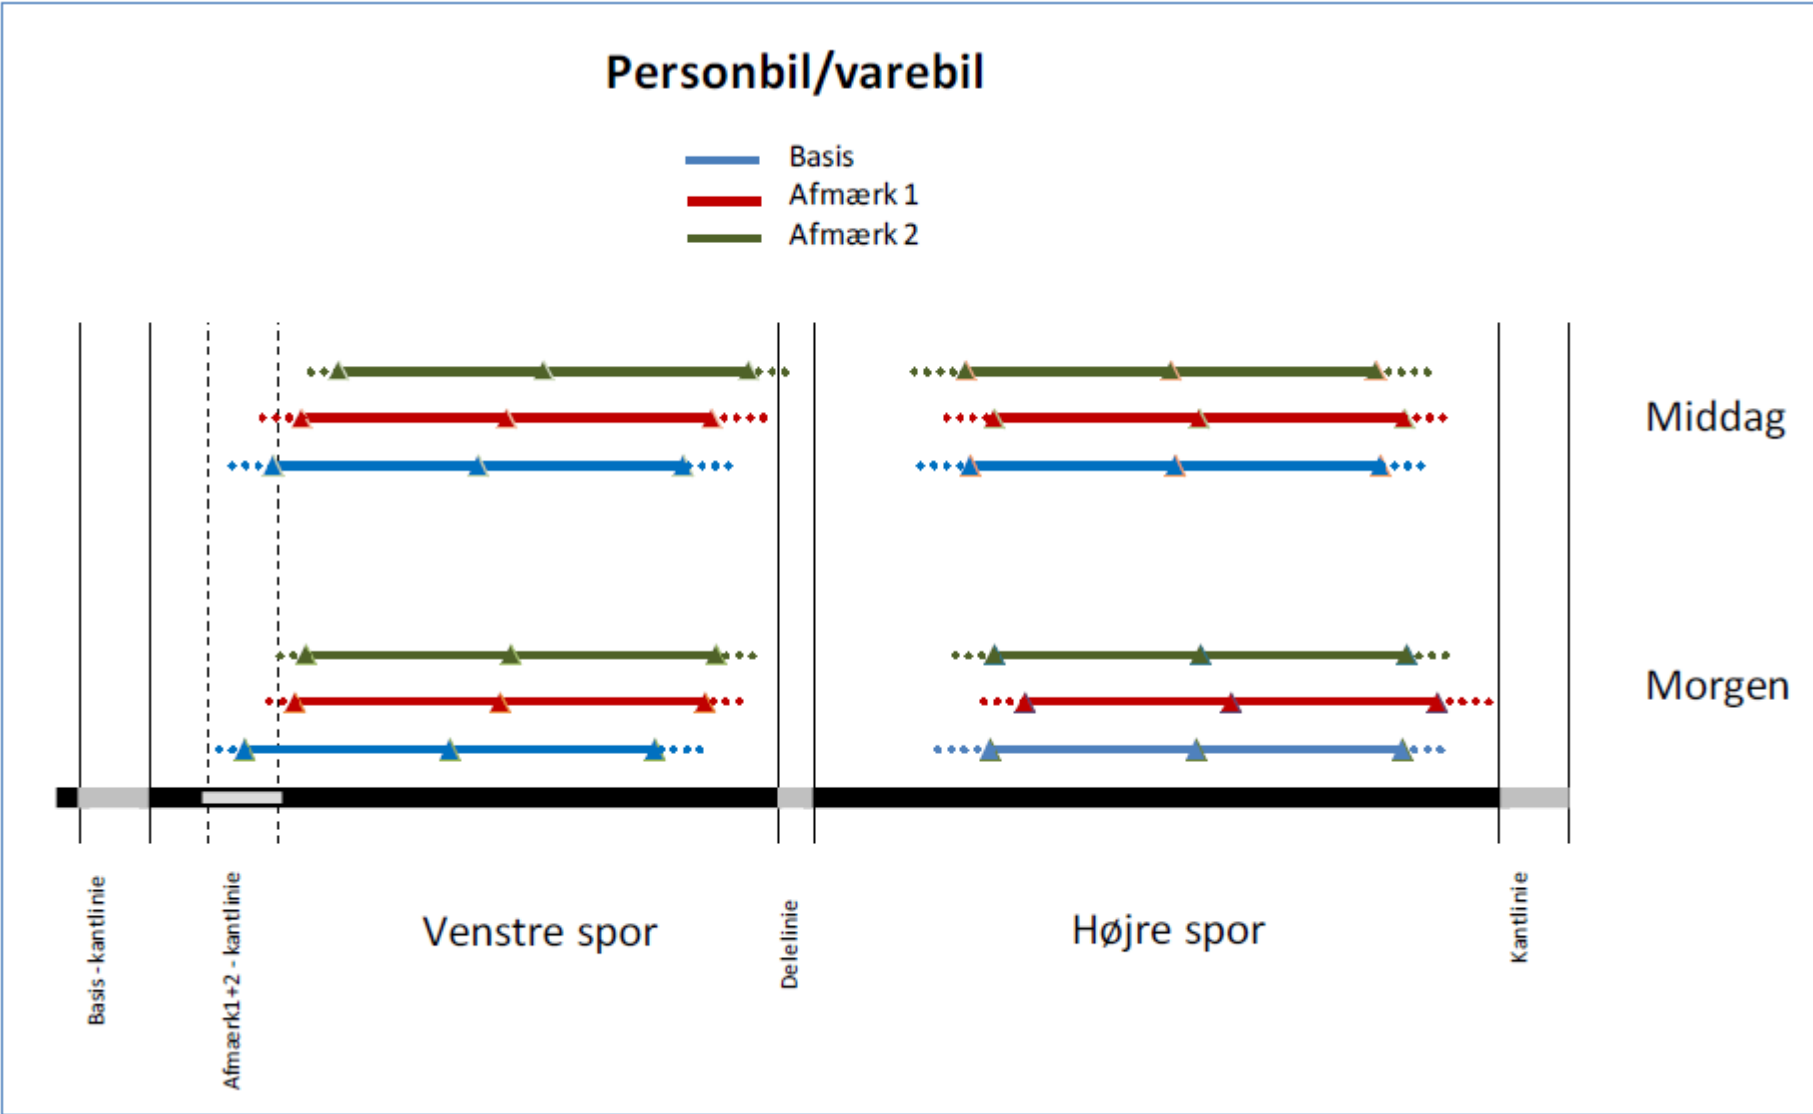 Personbil/varebil
Basis
Afmærk 1
Afmærk 2
Middag
Morgen
Basis - kantlinie
Afmærk1+2 - kantlinie
Venstre spor
Delelinie
Højre spor
Kantlinie